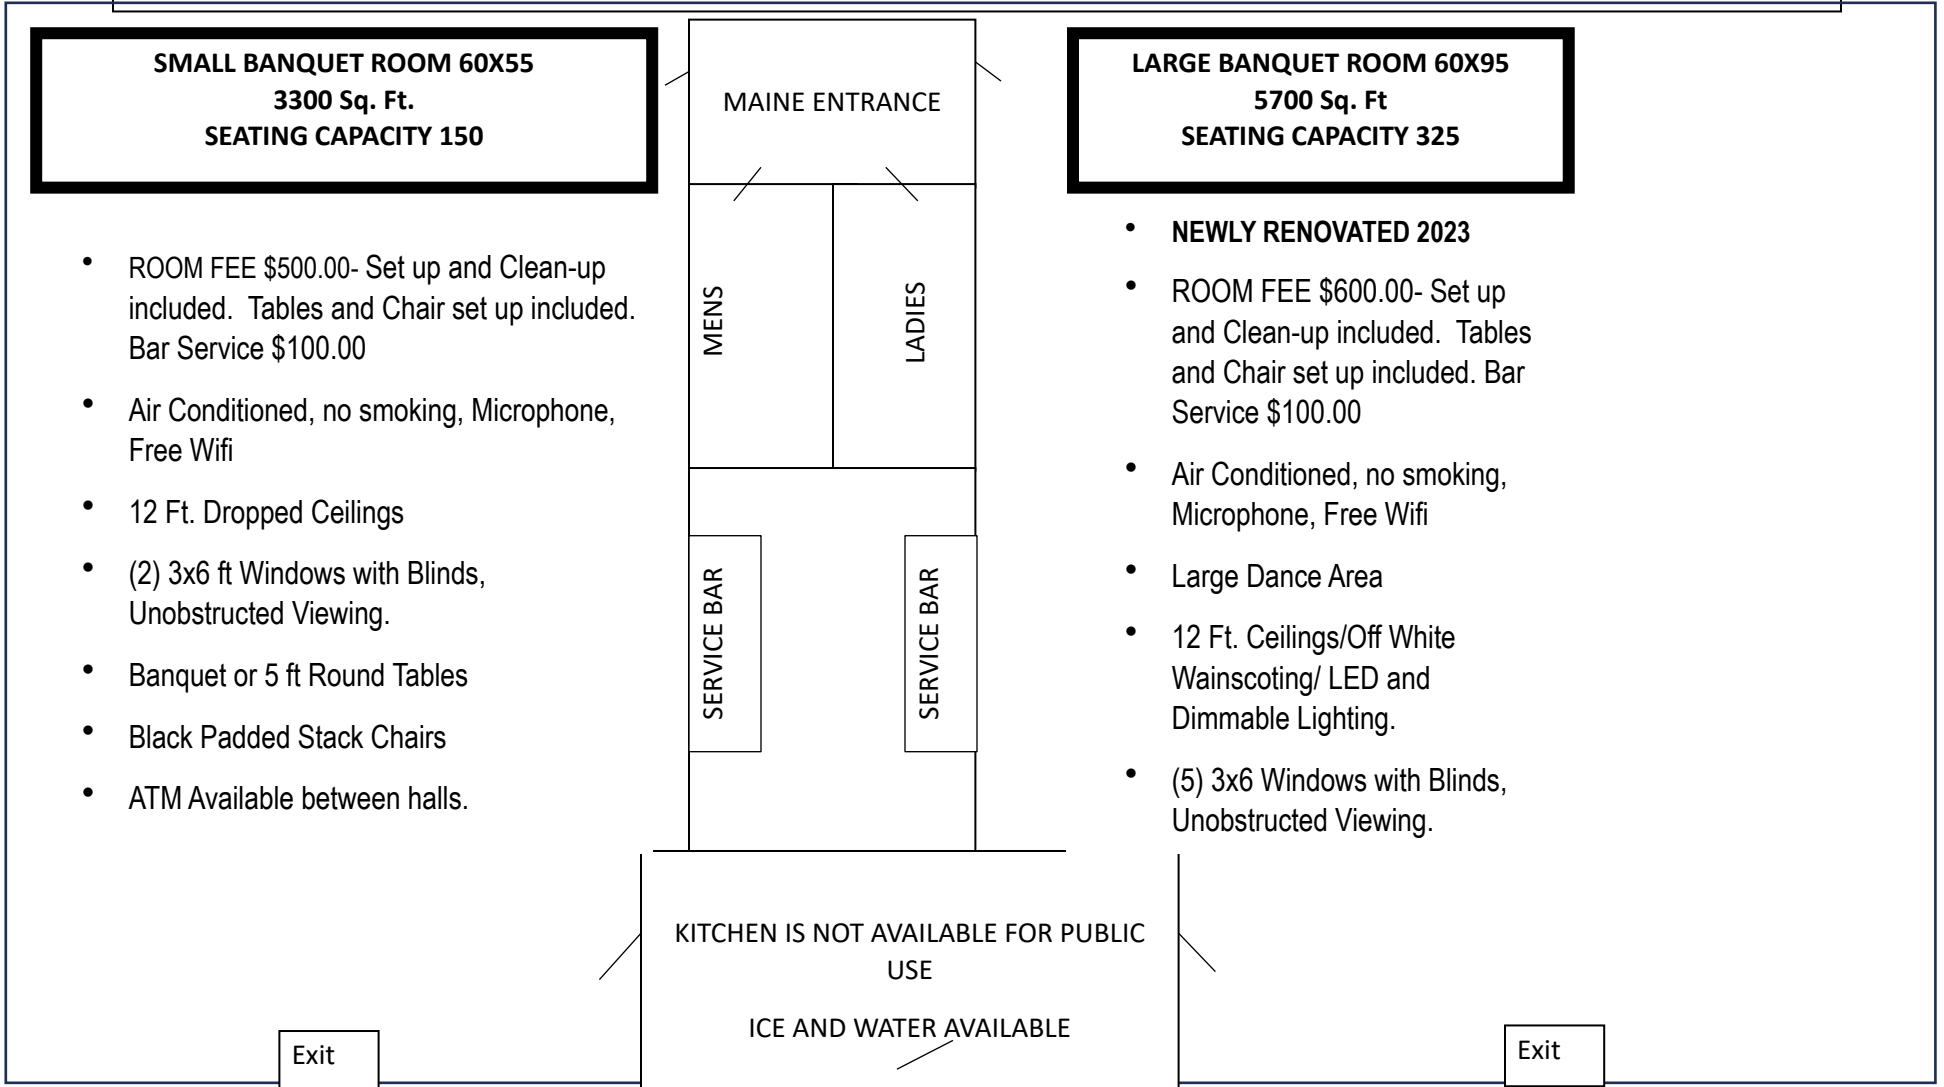 SMALL BANQUET ROOM 60X55
3300 Sq. Ft.
SEATING CAPACITY 150
ROOM FEE $500.00- Set up and Clean-up
included.  Tables and Chair set up included.
Bar Service $100.00
Air Conditioned, no smoking, Microphone,
Free Wifi
12 Ft. Dropped Ceilings
(2) 3x6 ft Windows with Blinds,
Unobstructed Viewing.
Banquet or 5 ft Round Tables
Black Padded Stack Chairs
ATM Available between halls.
MAINE ENTRANCE
MENS
LADIES
SERVICE BAR
SERVICE BAR
LARGE BANQUET ROOM 60X95
5700 Sq. Ft
SEATING CAPACITY 325
NEWLY RENOVATED 2023
ROOM FEE $600.00- Set up
and Clean-up included.  Tables
and Chair set up included. Bar
Service $100.00
Air Conditioned, no smoking,
Microphone, Free Wifi
Large Dance Area
12 Ft. Ceilings/Off White
Wainscoting/ LED and
Dimmable Lighting.
(5) 3x6 Windows with Blinds,
Unobstructed Viewing.
KITCHEN IS NOT AVAILABLE FOR PUBLIC
USE
ICE AND WATER AVAILABLE
Exit
Exit